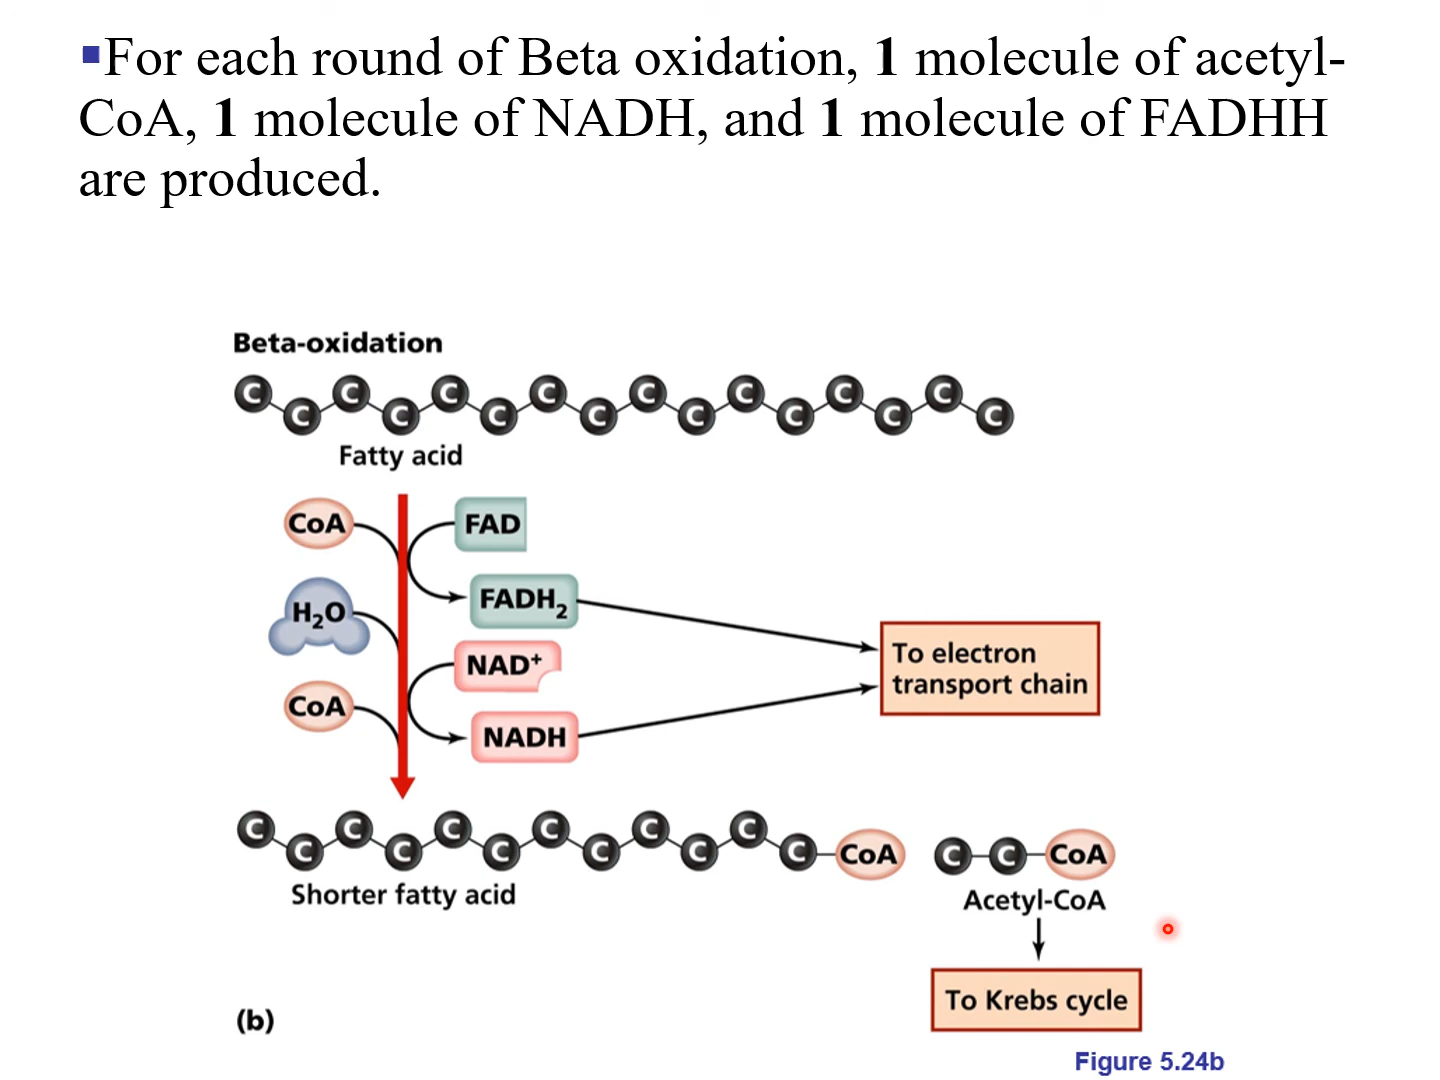 ▪For each round of Beta oxidation, 1 molecule of acetyl-
CoA, 1 molecule of NADH, and 1 molecule of FADHH
are produced.
Beta-oxidation
C C C C C C C C C C C C C C C C
Fatty acid
CoA
FAD
H₂O
FADH₂
NAD⁺
CoA
NADH
To electron
transport chain
C C C C C C C C C C C C CoA
Shorter fatty acid
C C CoA
Acetyl-CoA
To Krebs cycle
(b)
Figure 5.24b